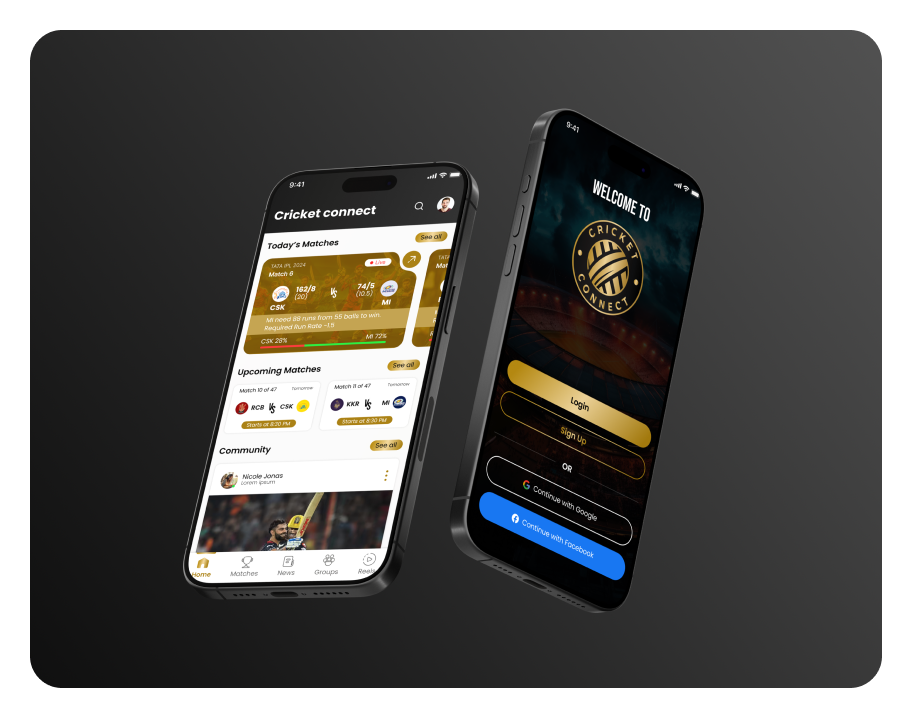 9:41
Cricket connect
Today's Matches
See all
TATA IPL 2024
Live
Match 6
162/8
(20)
VS
74/5
(10.5)
CSK
MI
MI need 88 runs from 55 balls to win.
Required Run Rate -1.5
CSK 28%
MI 72%
TATA
Mat
Upcoming Matches
See all
Match 10 of 47
Tomorrow
RCB
VS
CSK
Starts at 8:20 PM
Match 11 of 47
Tomorrow
KKR
VS
MI
Starts at 8:30 PM
Community
See all
Nicole Jonas
Lorem ipsum
Home
Matches
News
Groups
Reels
9:41
WELCOME TO
CRICKET
CONNECT
Login
Sign Up
OR
Continue with Google
Continue with Facebook